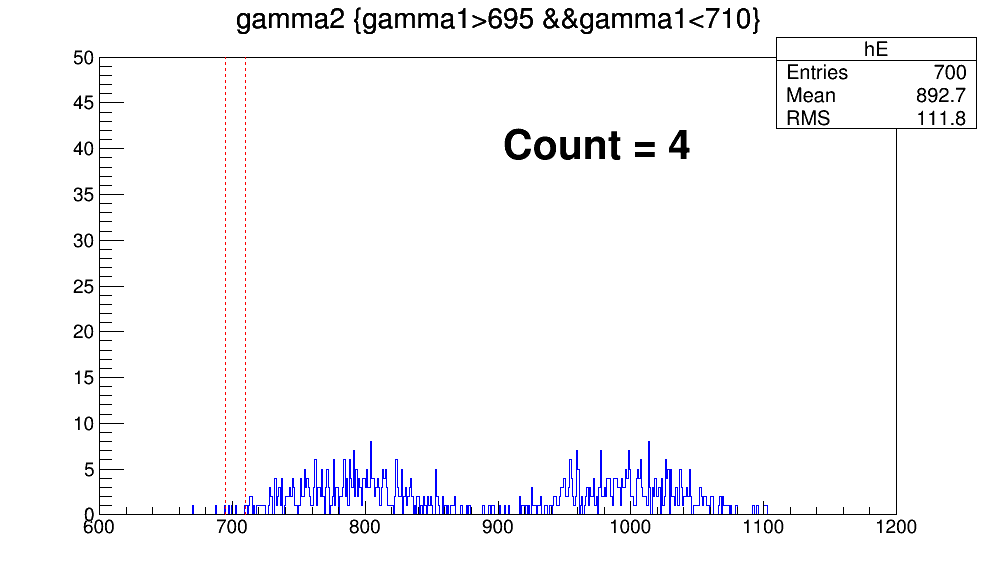 gamma2 {gamma1>695 &&gamma1<710}
hE
Entries 700
Mean 892.7
RMS 111.8
Count = 4
50
45
40
35
30
25
20
15
10
5
0
600 700 800 900 1000 1100 1200